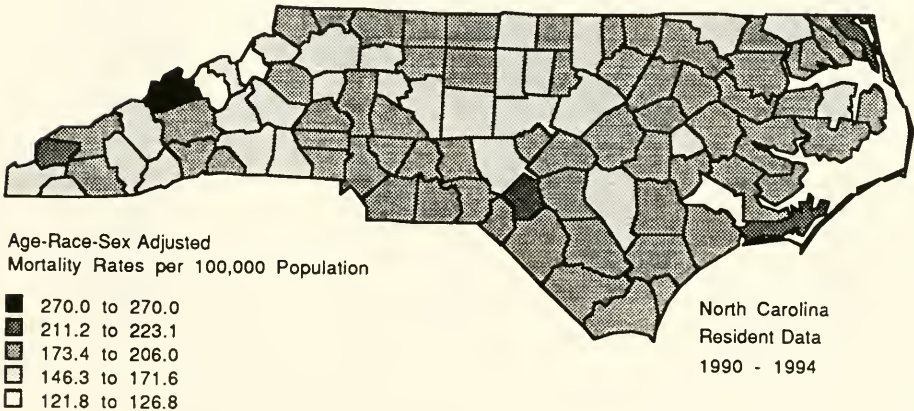 Age-Race-Sex Adjusted
Mortality Rates per 100,000 Population
270.0 to 270.0
211.2 to 223.1
173.4 to 206.0
146.3 to 171.6
121.8 to 126.8
North Carolina
Resident Data
1990 - 1994